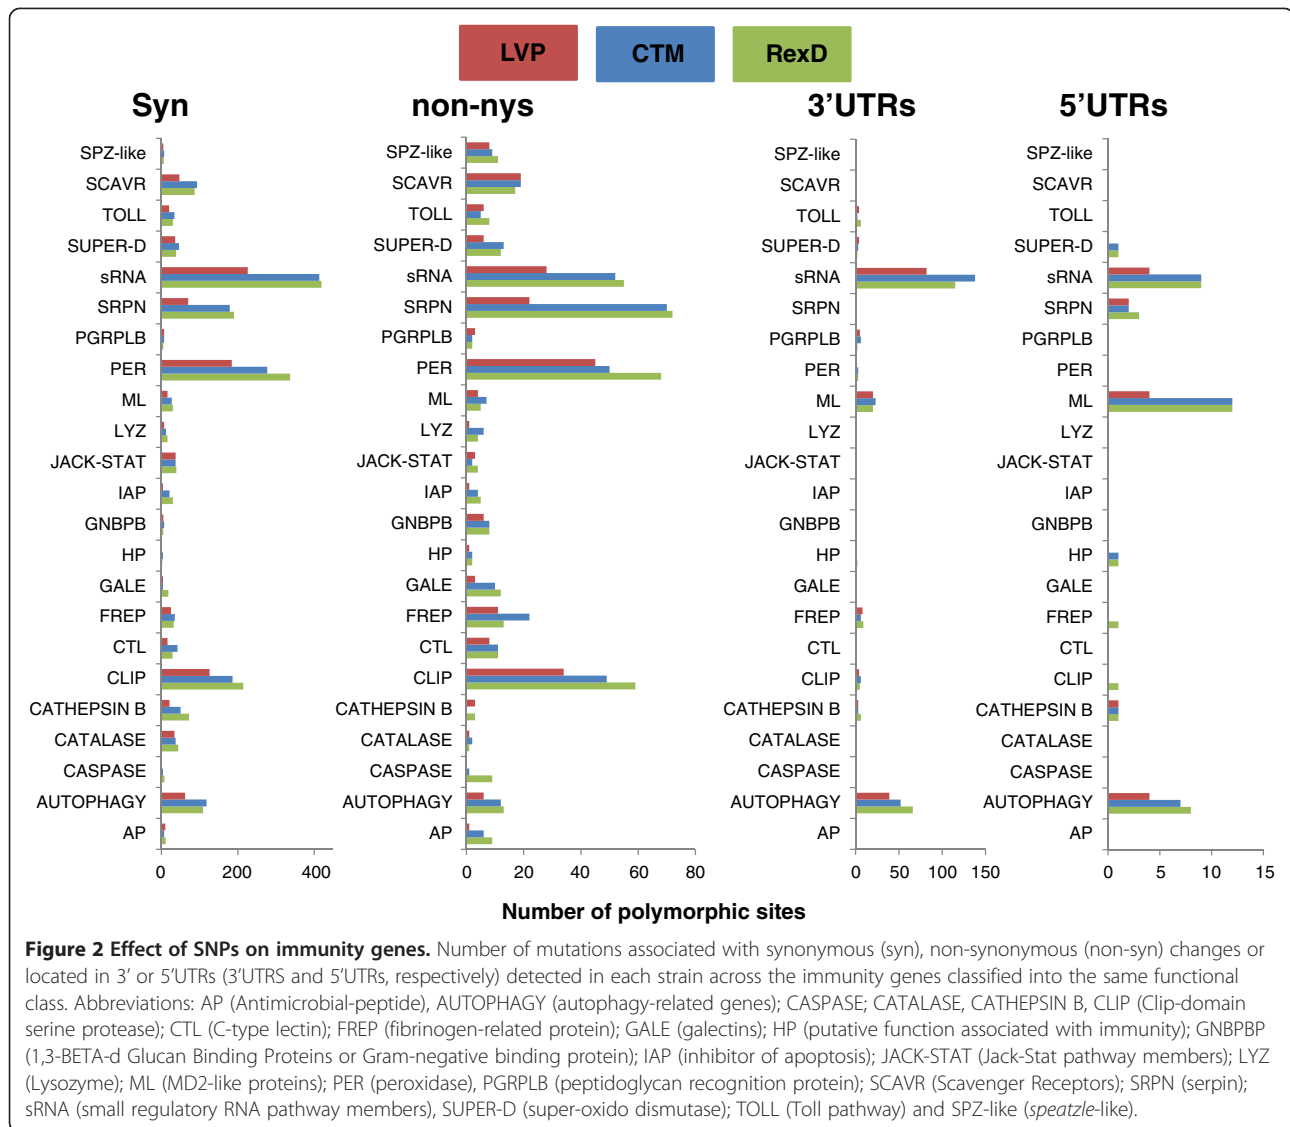 LVP CTM RexD
Syn non-nys 3'UTRs 5'UTRs
SPZ-like SPZ-like SPZ-like SPZ-like
SCAVR SCAVR SCAVR SCAVR
TOLL TOLL TOLL TOLL
SUPER-D SUPER-D SUPER-D SUPER-D
sRNA sRNA sRNA sRNA
SRPN SRPN SRPN SRPN
PGRPLB PGRPLB PGRPLB PGRPLB
PER PER PER PER
ML ML ML ML
LYZ LYZ LYZ LYZ
JACK-STAT JACK-STAT JACK-STAT JACK-STAT
IAP IAP IAP IAP
GNBPB GNBPB GNBPB GNBPB
HP HP HP HP
GALE GALE GALE GALE
FREP FREP FREP FREP
CTL CTL CTL CTL
CLIP CLIP CLIP CLIP
CATHEPSIN B CATHEPSIN B CATHEPSIN B CATHEPSIN B
CATALASE CATALASE CATALASE CATALASE
CASPASE CASPASE CASPASE CASPASE
AUTOPHAGY AUTOPHAGY AUTOPHAGY AUTOPHAGY
AP AP AP AP
0 200 400 0 20 40 60 80 0 50 100 150 0 5 10 15
Number of polymorphic sites
Figure 2 Effect of SNPs on immunity genes. Number of mutations associated with synonymous (syn), non-synonymous (non-syn) changes or
located in 3′ or 5′UTRs (3′UTRS and 5′UTRs, respectively) detected in each strain across the immunity genes classified into the same functional
class. Abbreviations: AP (Antimicrobial-peptide), AUTOPHAGY (autophagy-related genes); CASPASE; CATALASE, CATHEPSIN B, CLIP (Clip-domain
serine protease); CTL (C-type lectin); FREP (fibrinogen-related protein); GALE (galectins); HP (putative function associated with immunity); GNBPBP
(1,3-BETA-d Glucan Binding Proteins or Gram-negative binding protein); IAP (inhibitor of apoptosis); JACK-STAT (Jack-Stat pathway members); LYZ
(Lysozyme); ML (MD2-like proteins); PER (peroxidase), PGRPLB (peptidoglycan recognition protein); SCAVR (Scavenger Receptors); SRPN (serpin);
sRNA (small regulatory RNA pathway members), SUPER-D (super-oxido dismutase); TOLL (Toll pathway) and SPZ-like (speatzle-like).